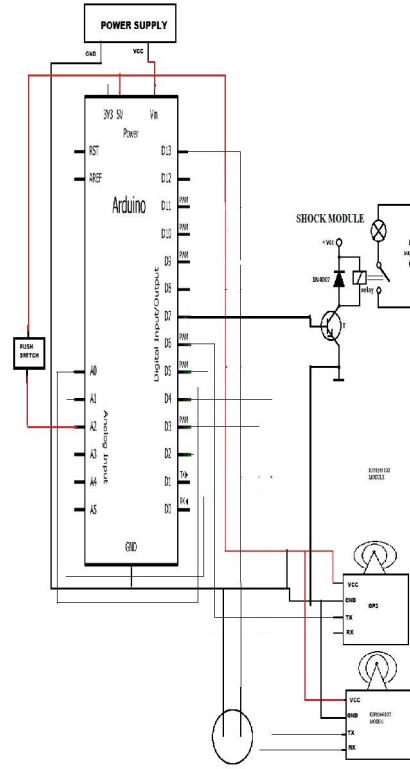 POWER SUPPLY
GND
VCC
3V3 5V Vin
Power
RST
AREF
Arduino
D13
D12
PWM
D11
PWM
D10
PWM
D9
D8
D7
PWM
D6
PWM
D5
D4
PWM
D3
D2
TX
D1
RX
D0
Digital Input/Output
Analog Input
A0
A1
A2
A3
A4
A5
GND
PUSH
SWITCH
SHOCK MODULE
+Vcc
relay
T
MODULE
VCC
GND
TX
RX
GPS
VCC
GND
TX
RX